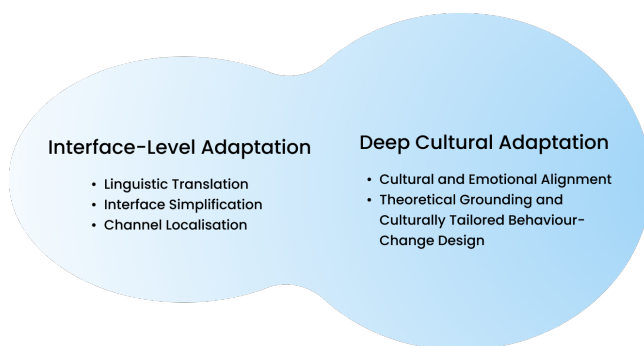 Interface-Level Adaptation
• Linguistic Translation
• Interface Simplification
• Channel Localisation
Deep Cultural Adaptation
• Cultural and Emotional Alignment
• Theoretical Grounding and
Culturally Tailored Behaviour-
Change Design